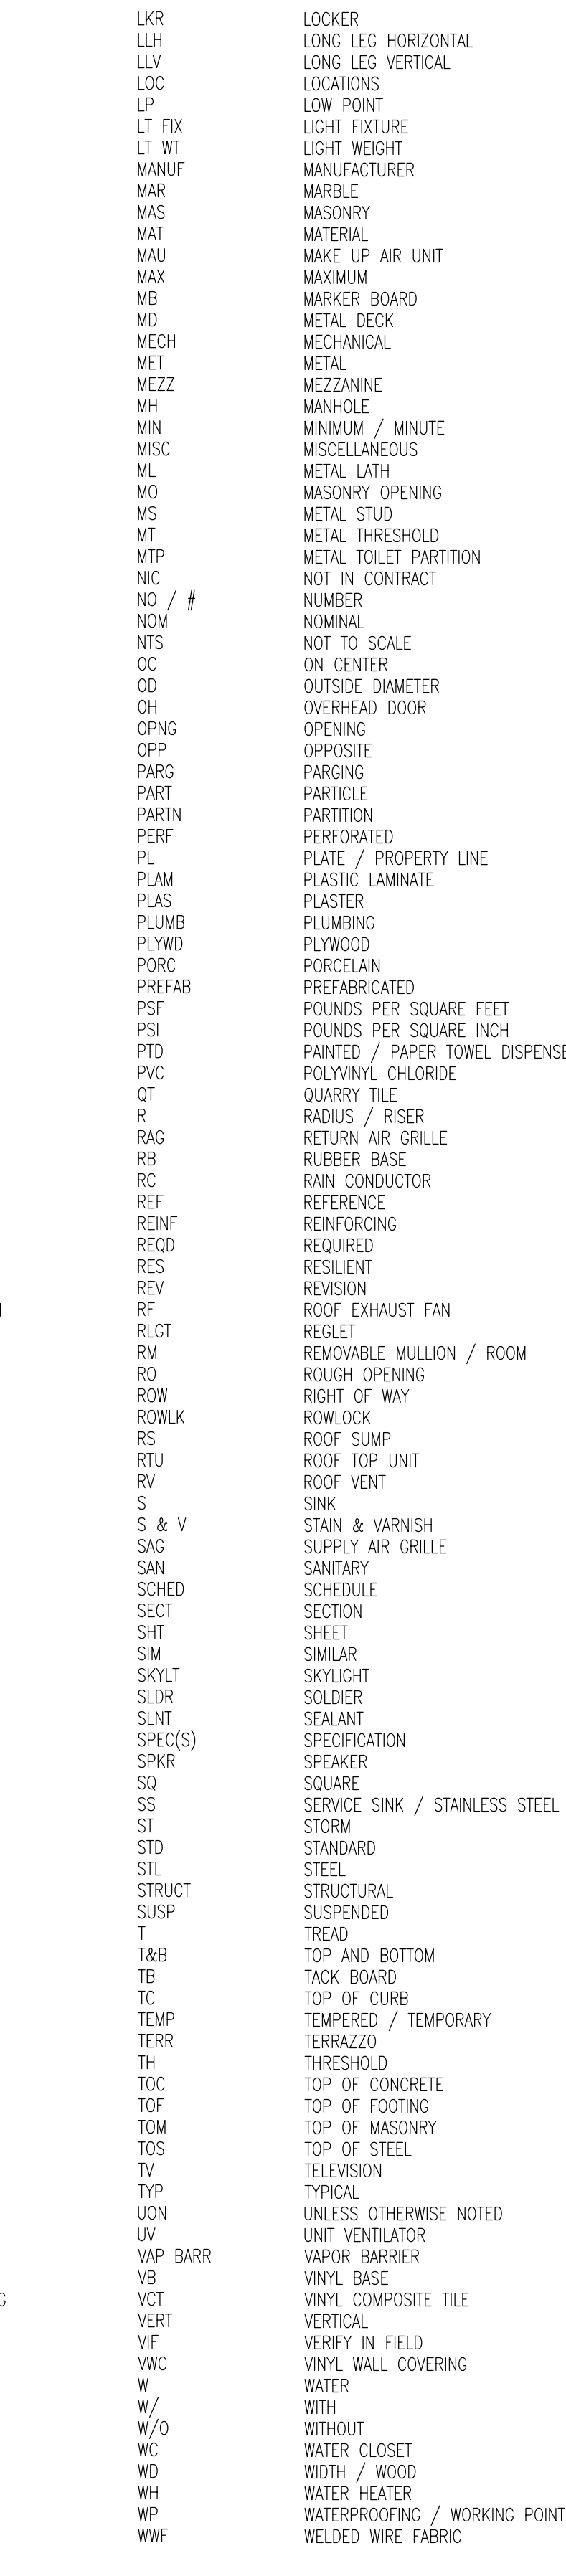 LKR LOCKER
LLH LONG LEG HORIZONTAL
LLV LONG LEG VERTICAL
LOC LOCATIONS
LP LOW POINT
LT FIX LIGHT FIXTURE
LT WT LIGHT WEIGHT
MANUF MANUFACTURER
MAR MARBLE
MAS MASONRY
MAT MATERIAL
MAU MAKE UP AIR UNIT
MAX MAXIMUM
MB MARKER BOARD
MD METAL DECK
MECH MECHANICAL
MET METAL
MEZZ MEZZANINE
MH MANHOLE
MIN MINIMUM / MINUTE
MISC MISCELLANEOUS
ML METAL LATH
MO MASONRY OPENING
MS METAL STUD
MT METAL THRESHOLD
MTP METAL TOILET PARTITION
NIC NOT IN CONTRACT
NO / # NUMBER
NOM NOMINAL
NTS NOT TO SCALE
OC ON CENTER
OD OUTSIDE DIAMETER
OH OVERHEAD DOOR
OPNG OPENING
OPP OPPOSITE
PARG PARGING
PART PARTICLE
PARTN PARTITION
PERF PERFORATED
PL PLATE / PROPERTY LINE
PLAM PLASTIC LAMINATE
PLAS PLASTER
PLUMB PLUMBING
PLYWD PLYWOOD
PORC PORCELAIN
PREFAB PREFABRICATED
PSF POUNDS PER SQUARE FEET
PSI POUNDS PER SQUARE INCH
PTD PAINTED / PAPER TOWEL DISPENSE
PVC POLYVINYL CHLORIDE
QT QUARRY TILE
R RADIUS / RISER
RAG RETURN AIR GRILLE
RB RUBBER BASE
RC RAIN CONDUCTOR
REF REFERENCE
REINF REINFORCING
REQD REQUIRED
RES RESILIENT
REV REVISION
RF ROOF EXHAUST FAN
RLGT REGLET
RM REMOVABLE MULLION / ROOM
RO ROUGH OPENING
ROW RIGHT OF WAY
ROWLK ROWLOCK
RS ROOF SUMP
RTU ROOF TOP UNIT
RV ROOF VENT
S SINK
S & V STAIN & VARNISH
SAG SUPPLY AIR GRILLE
SAN SANITARY
SCHED SCHEDULE
SECT SECTION
SHT SHEET
SIM SIMILAR
SKYLT SKYLIGHT
SLDR SOLDIER
SLNT SEALANT
SPEC(S) SPECIFICATION
SPKR SPEAKER
SQ SQUARE
SS SERVICE SINK / STAINLESS STEEL
ST STORM
STD STANDARD
STL STEEL
STRUCT STRUCTURAL
SUSP SUSPENDED
T TREAD
T&B TOP AND BOTTOM
TB TACK BOARD
TC TOP OF CURB
TEMP TEMPERED / TEMPORARY
TERR TERRAZZO
TH THRESHOLD
TOC TOP OF CONCRETE
TOF TOP OF FOOTING
TOM TOP OF MASONRY
TOS TOP OF STEEL
TV TELEVISION
TYP TYPICAL
UON UNLESS OTHERWISE NOTED
UV UNIT VENTILATOR
VAP BARR VAPOR BARRIER
VB VINYL BASE
G VCT VINYL COMPOSITE TILE
VERT VERTICAL
VIF VERIFY IN FIELD
VWC VINYL WALL COVERING
W WATER
W/ WITH
W/O WITHOUT
WC WATER CLOSET
WD WIDTH / WOOD
WH WATER HEATER
WP WATERPROOFING / WORKING POINT
WWF WELDED WIRE FABRIC